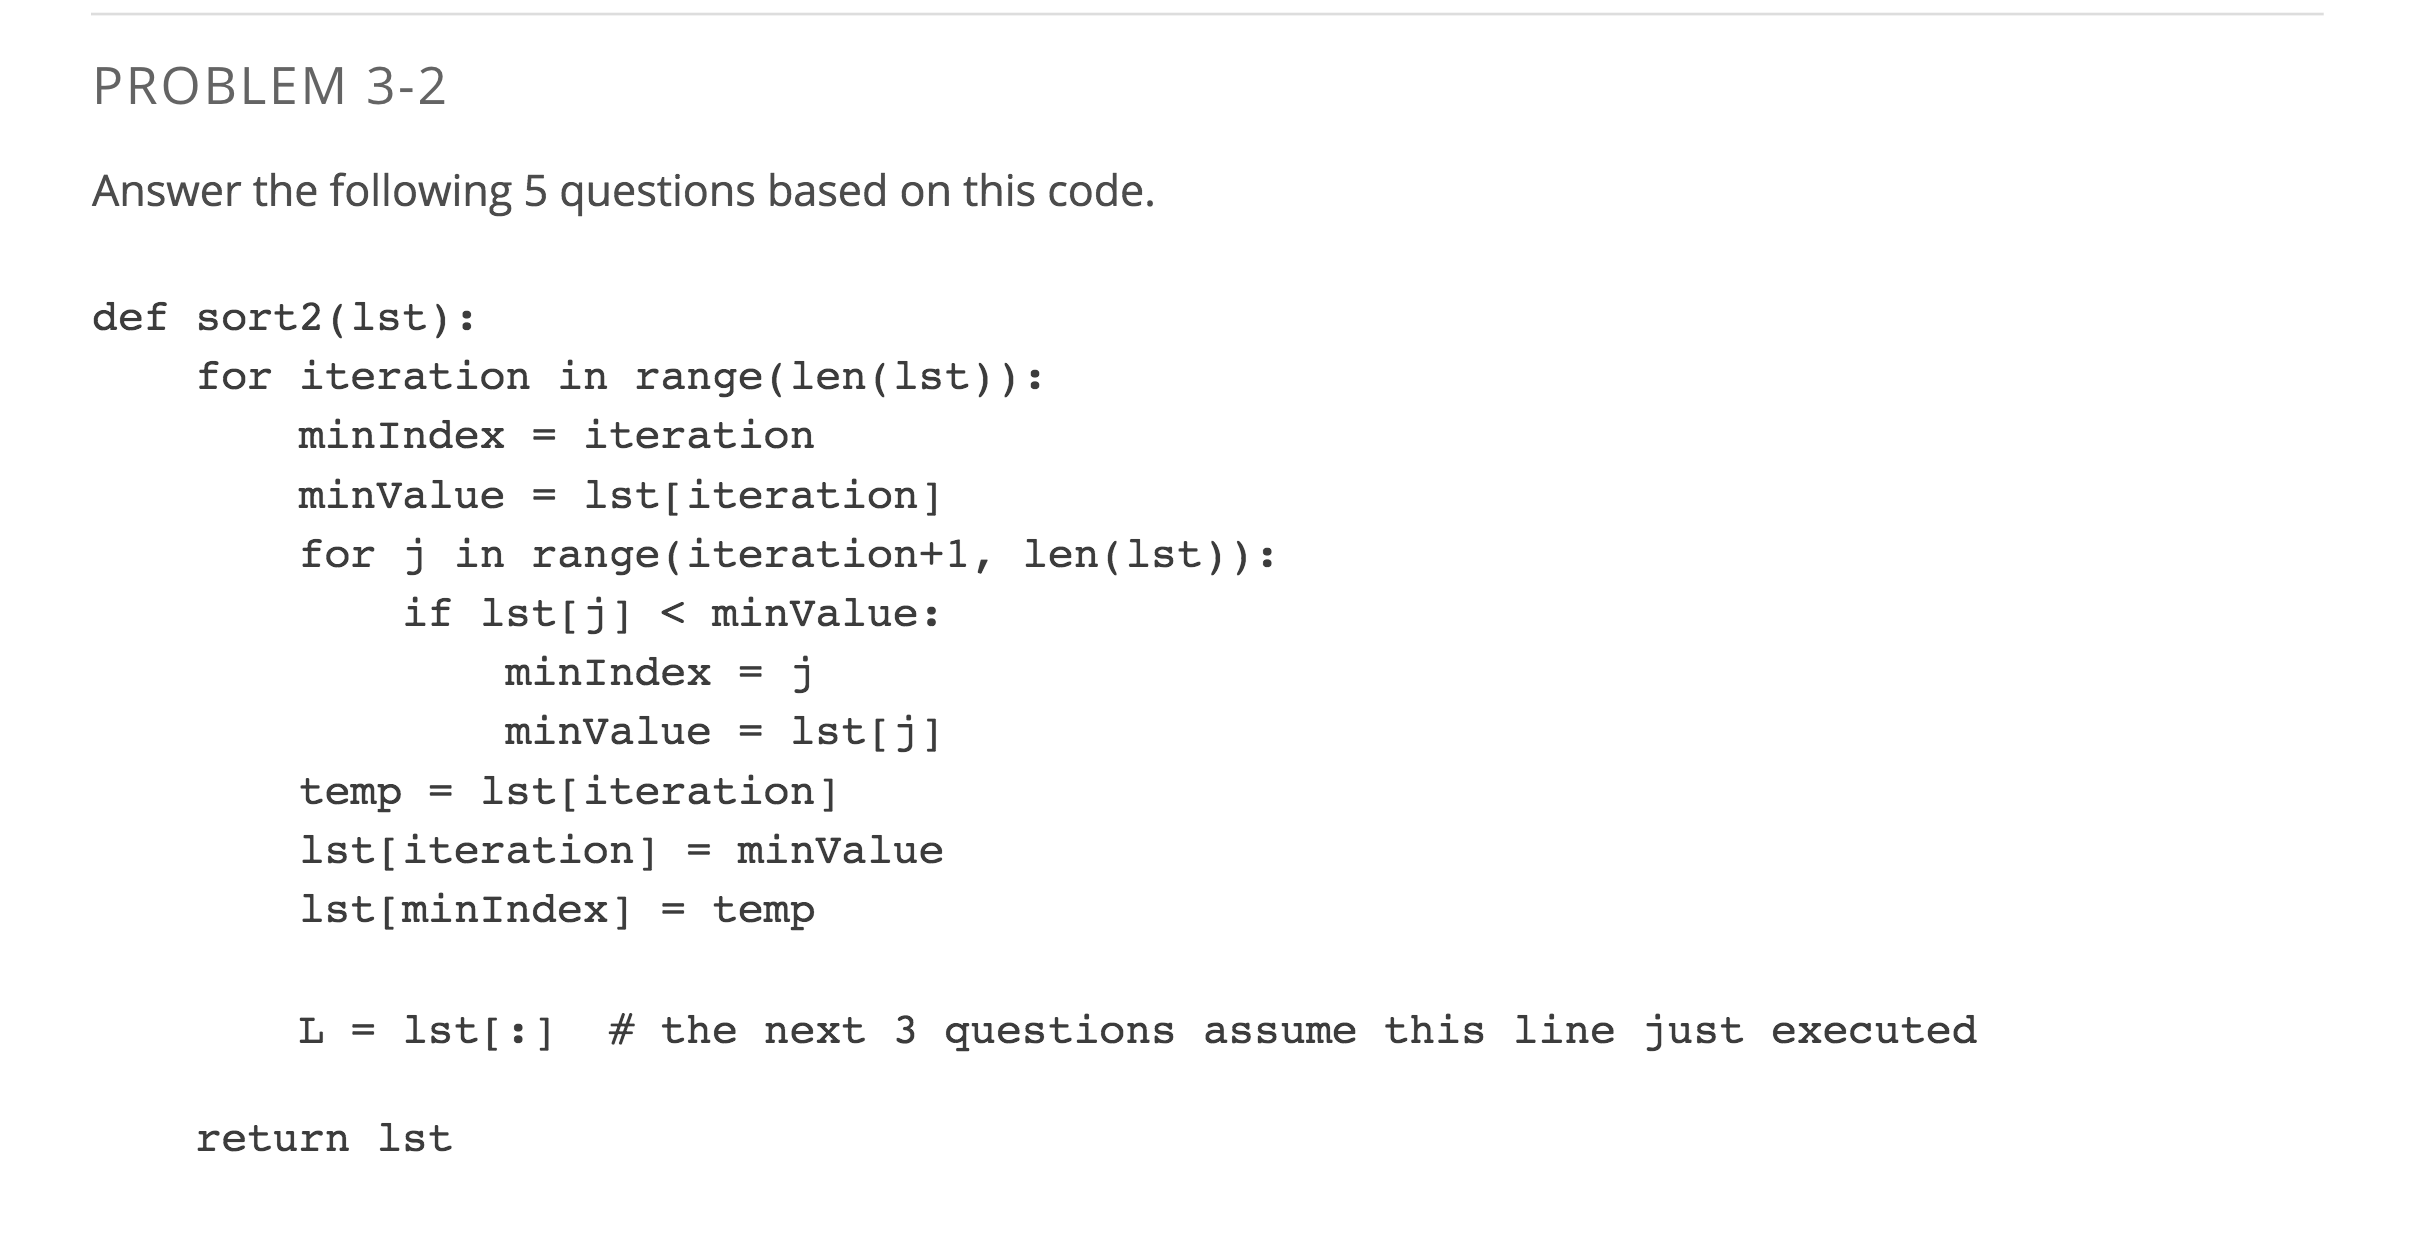 PROBLEM 3-2
Answer the following 5 questions based on this code.
def sort2(lst):
    for iteration in range(len(lst)):
        minIndex = iteration
        minValue = lst[iteration]
        for j in range(iteration+1, len(lst)):
            if lst[j] < minValue:
                minIndex = j
                minValue = lst[j]
        temp = lst[iteration]
        lst[iteration] = minValue
        lst[minIndex] = temp
        L = lst[:]  # the next 3 questions assume this line just executed
    return lst